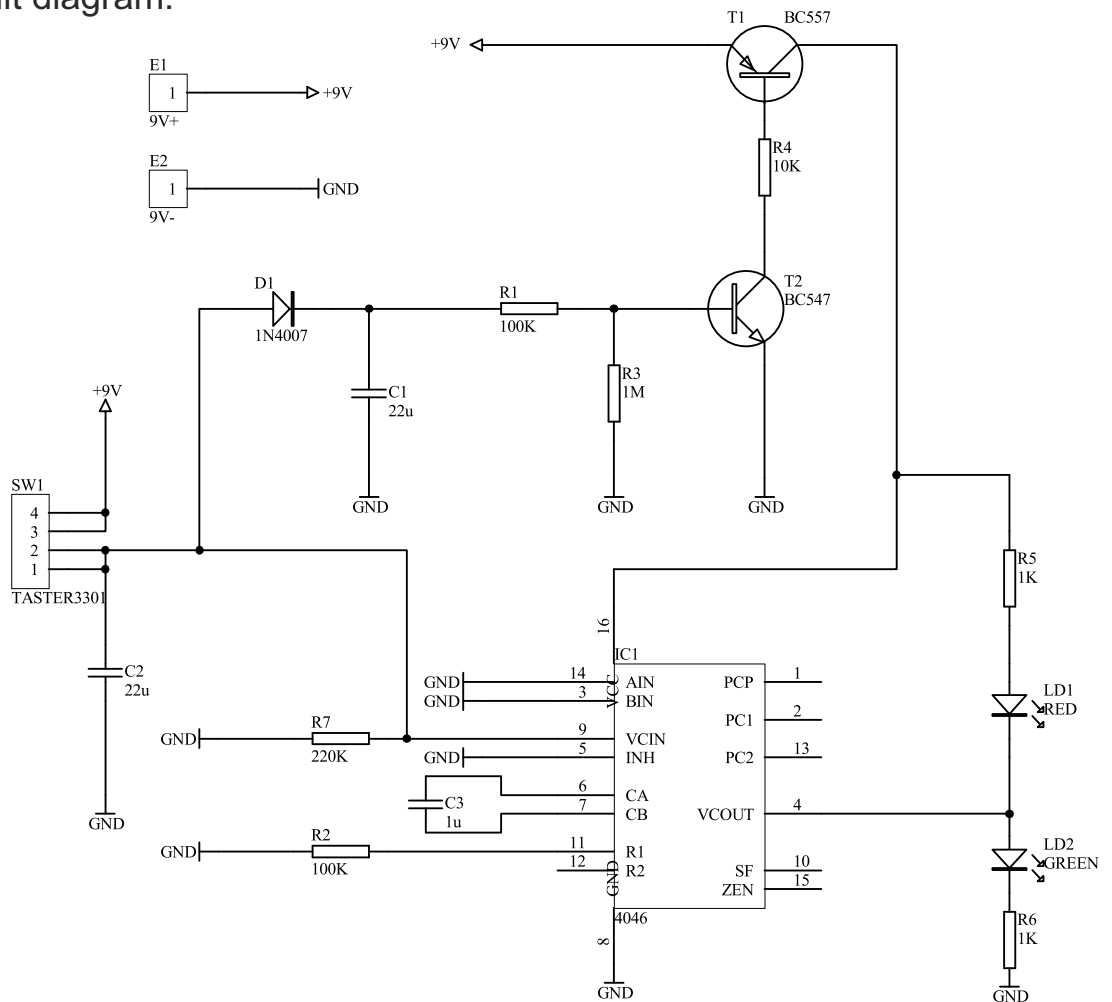 uit diagram:
T1 BC557
+9V
E1
1 +9V
9V+
E2
1 GND
9V-
R4
10K
T2
BC547
D1
1N4007
R1
100K
R3
1M
C1
22u
+9V
GND
GND
GND
SW1
4
3
2
1
TASTER3301
C2
22u
GND
R5
1K
LD1
RED
16
IC1
VCC
GND 14 AIN
GND 3 BIN
GND R7 220K
9 VCIN
GND 5 INH
6 CA
7 CB
C3
1u
GND R2 100K
11 R1
12 R2
GND
8
GND
4046
PCP 1
PC1 2
PC2 13
VCOUT 4
SF 10
ZEN 15
LD2
GREEN
R6
1K
GND